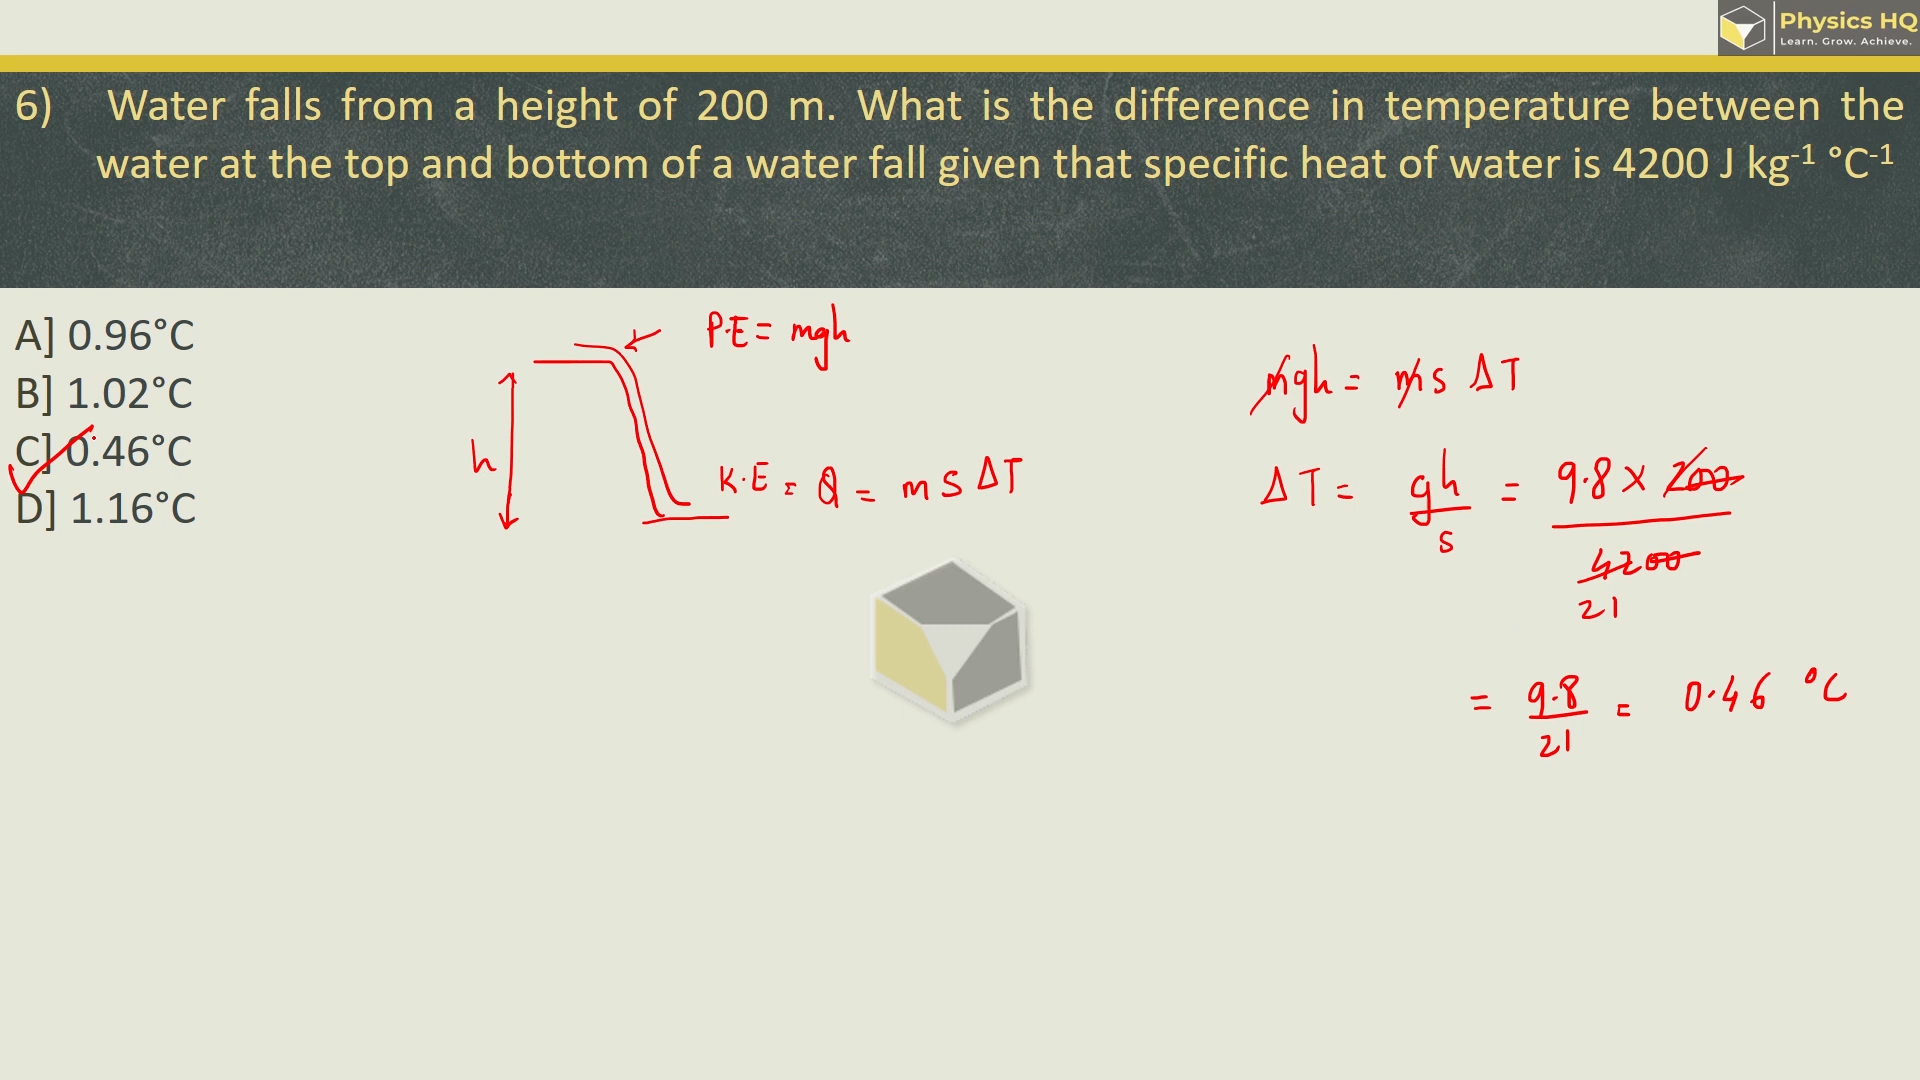 Physics HQ
Learn. Grow. Achieve.
6) Water falls from a height of 200 m. What is the difference in temperature between the
water at the top and bottom of a water fall given that specific heat of water is 4200 J kg⁻¹ °C⁻¹
A] 0.96°C
B] 1.02°C
C] 0.46°C
D] 1.16°C
P.E = mgh
h
K.E = Q = m s ΔT
mgh = m s ΔT
ΔT = gh/s = 9.8 x 200 / 4200
21
= 9.8/21 = 0.46 °C